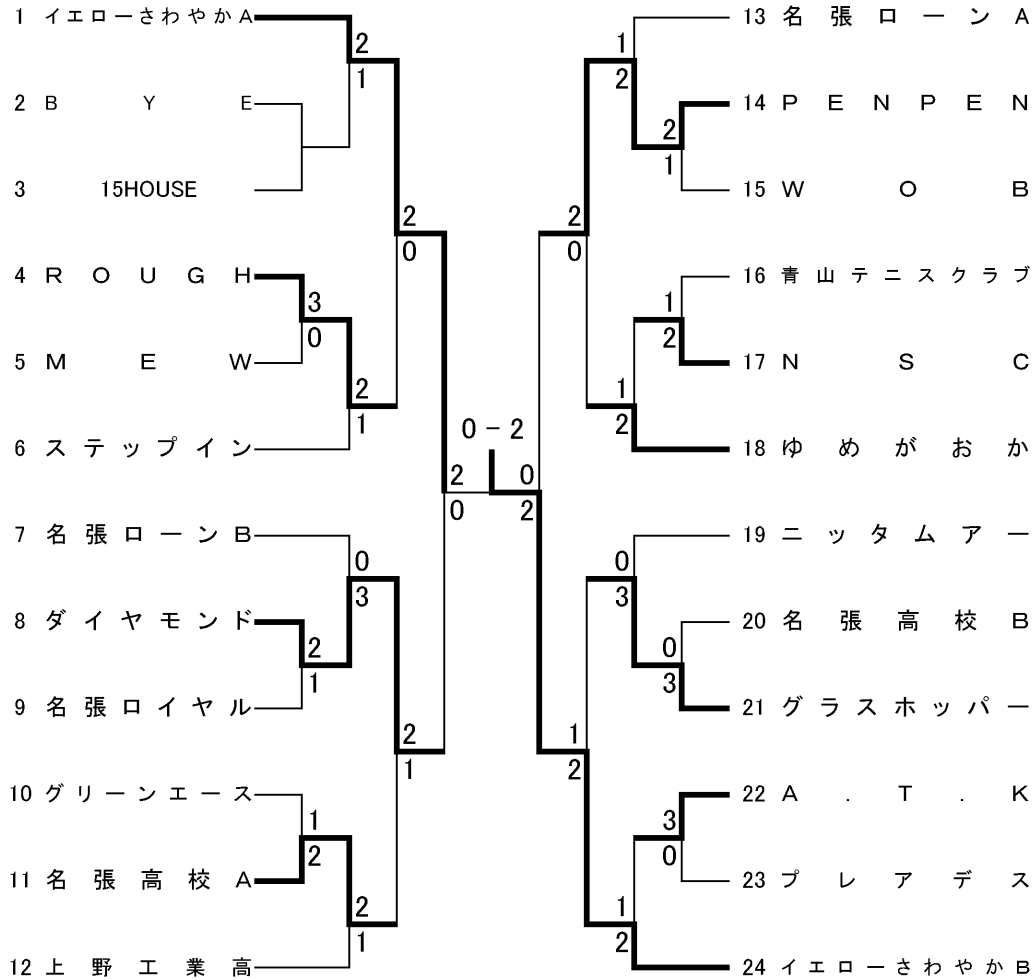 1 イエローさわやかA
2 BYE
3 15HOUSE
4 ROUGH
5 MEW
6 ステップイン
7 名張ローンB
8 ダイヤモンド
9 名張ロイヤル
10 グリーンエース
11 名張高校A
12 上野工業高
2
1
3
0
2
1
2
0
0
3
2
1
1
2
2
1
2
1
2
0
0-2
0
2
13 名張ローンA
14 PENPEN
15 WOB
16 青山テニスクラブ
17 NSC
18 ゆめがおか
19 ニッタムアー
20 名張高校B
21 グラスホッパー
22 A.T.K
23 プレアデス
24 イエローさわやかB
1
2
2
1
2
0
1
2
1
2
0
3
0
3
1
2
3
0
1
2